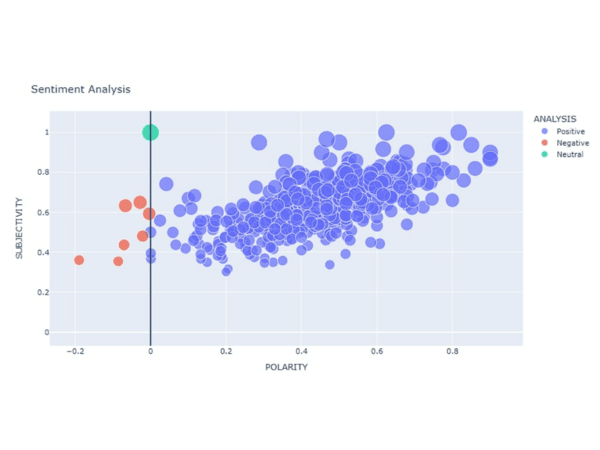 Sentiment Analysis
ANALYSIS
Positive
Negative
Neutral
SUBJECTIVITY
1
0.8
0.6
0.4
0.2
0
−0.2 0 0.2 0.4 0.6 0.8
POLARITY